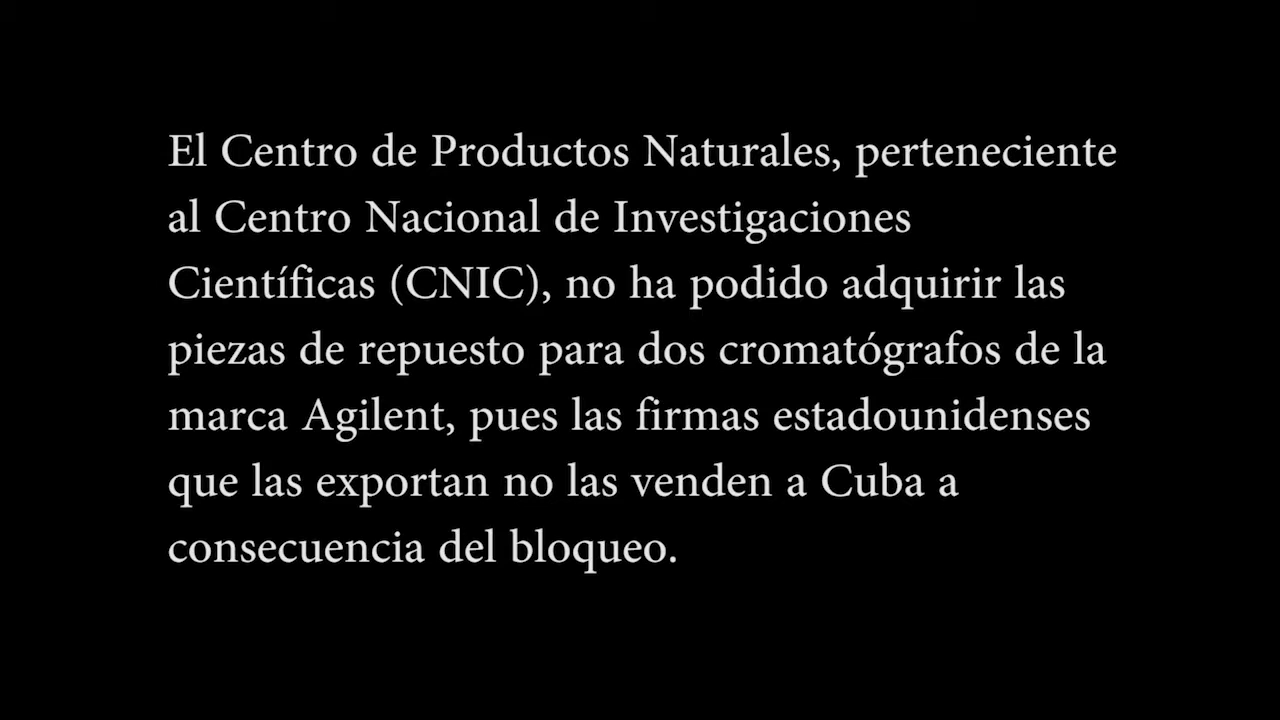 El Centro de Productos Naturales, perteneciente
al Centro Nacional de Investigaciones
Científicas (CNIC), no ha podido adquirir las
piezas de repuesto para dos cromatógrafos de la
marca Agilent, pues las firmas estadounidenses
que las exportan no las venden a Cuba a
consecuencia del bloqueo.